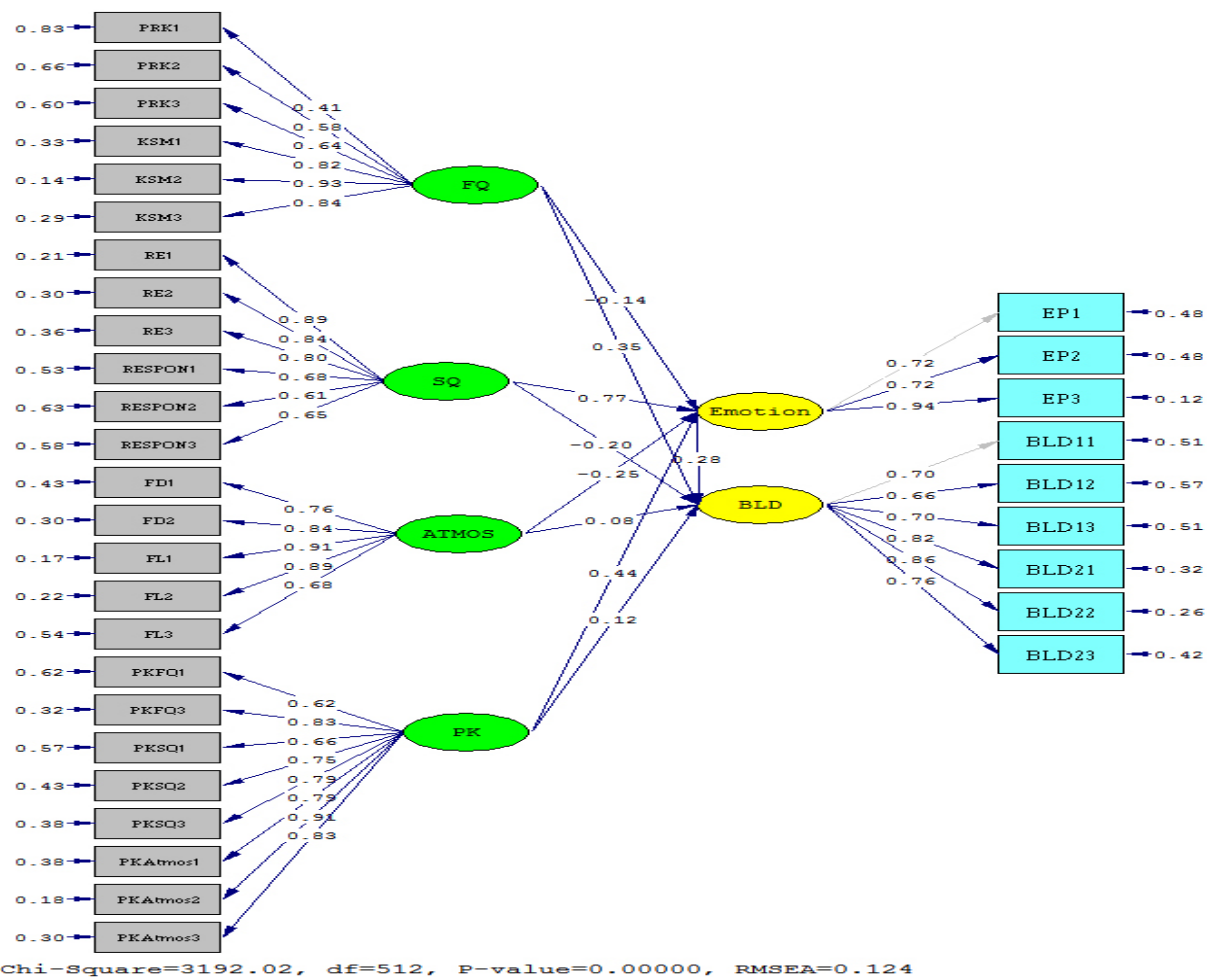 0.83 PRK1
0.66 PRK2
0.60 PRK3
0.41
0.58
0.33 KSM1
0.64
0.82
0.14 KSM2
0.93
FQ
0.84
0.29 KSM3
0.21 RE1
0.30 RE2
-0.14
EP1 0.48
0.89
0.36 RE3
0.84
0.35
0.80
EP2 0.48
0.72
0.53 RESPON1
0.68
SQ
0.72
0.77
EP3 0.12
0.63 RESPON2
0.61
0.94
0.65
Emotion
0.58 RESPON3
-0.20
BLD11 0.51
0.28
-0.25
0.70
0.43 FD1
BLD12 0.57
0.66
0.76
BLD
0.70
0.30 FD2
0.84
0.08
BLD13 0.51
ATMOS
0.82
0.91
0.17 FL1
0.86
0.89
BLD21 0.32
0.44
0.76
0.68
0.22 FL2
BLD22 0.26
0.12
0.54 FL3
BLD23 0.42
0.62 PKFQ1
0.62
0.32 PKFQ3
0.83
PK
0.66
0.57 PKSQ1
0.75
0.79
0.43 PKSQ2
0.79
0.91
0.38 PKSQ3
0.83
0.38 PKAtmos1
0.18 PKAtmos2
0.30 PKAtmos3
Chi-Square=3192.02, df=512, P-value=0.00000, RMSEA=0.124